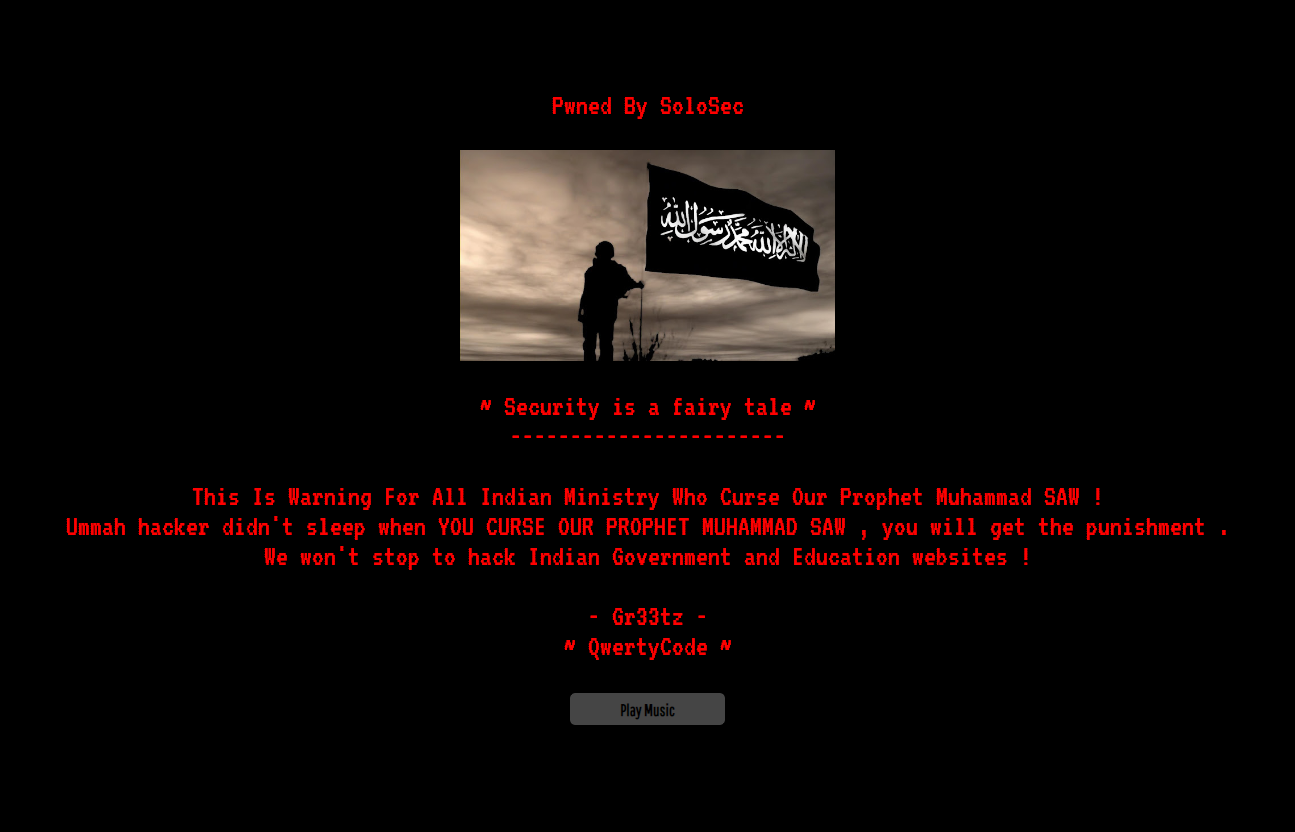 Pwned By SoloSec
لا إله إلا الله محمد رسول الله
~ Security is a fairy tale ~
-----------------------
This Is Warning For All Indian Ministry Who Curse Our Prophet Muhammad SAW !
Ummah hacker didn't sleep when YOU CURSE OUR PROPHET MUHAMMAD SAW , you will get the punishment .
We won't stop to hack Indian Government and Education websites !
- Gr33tz -
~ QwertyCode ~
Play Music